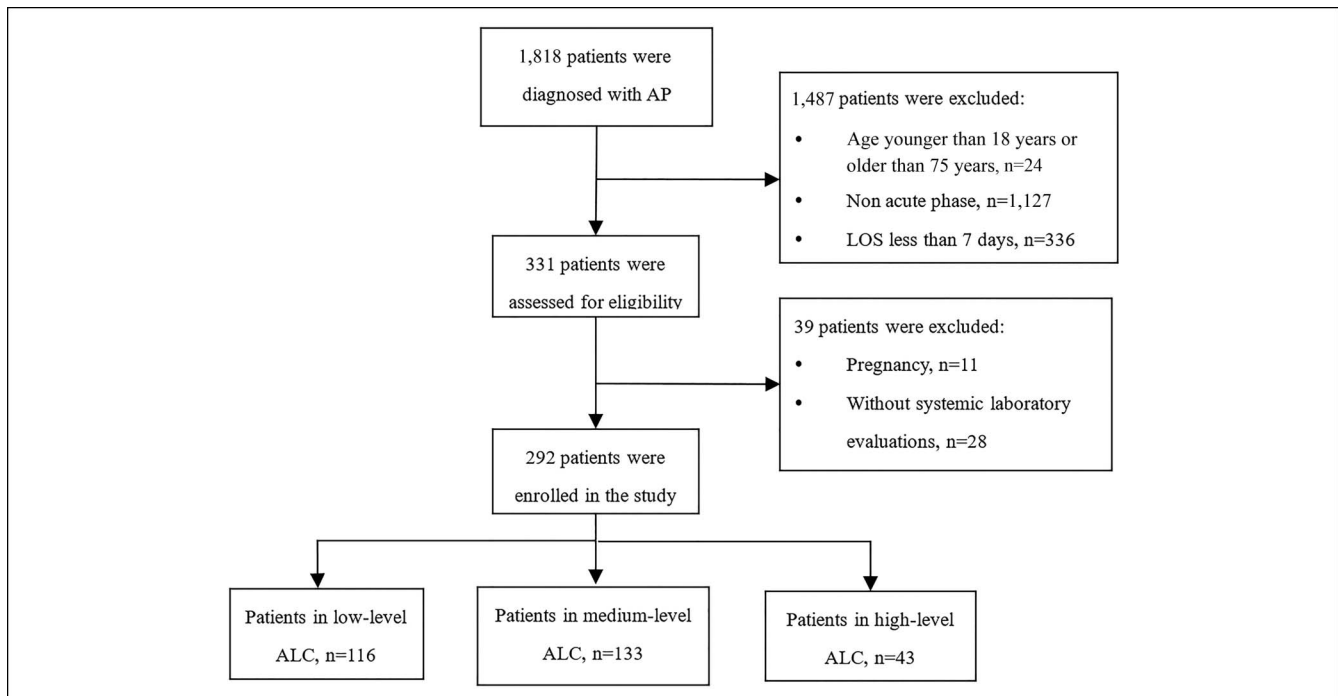 1,818 patients were
diagnosed with AP
1,487 patients were excluded:
• Age younger than 18 years or
older than 75 years, n=24
• Non acute phase, n=1,127
• LOS less than 7 days, n=336
331 patients were
assessed for eligibility
39 patients were excluded:
• Pregnancy, n=11
• Without systemic laboratory
evaluations, n=28
292 patients were
enrolled in the study
Patients in low-level
ALC, n=116
Patients in medium-level
ALC, n=133
Patients in high-level
ALC, n=43